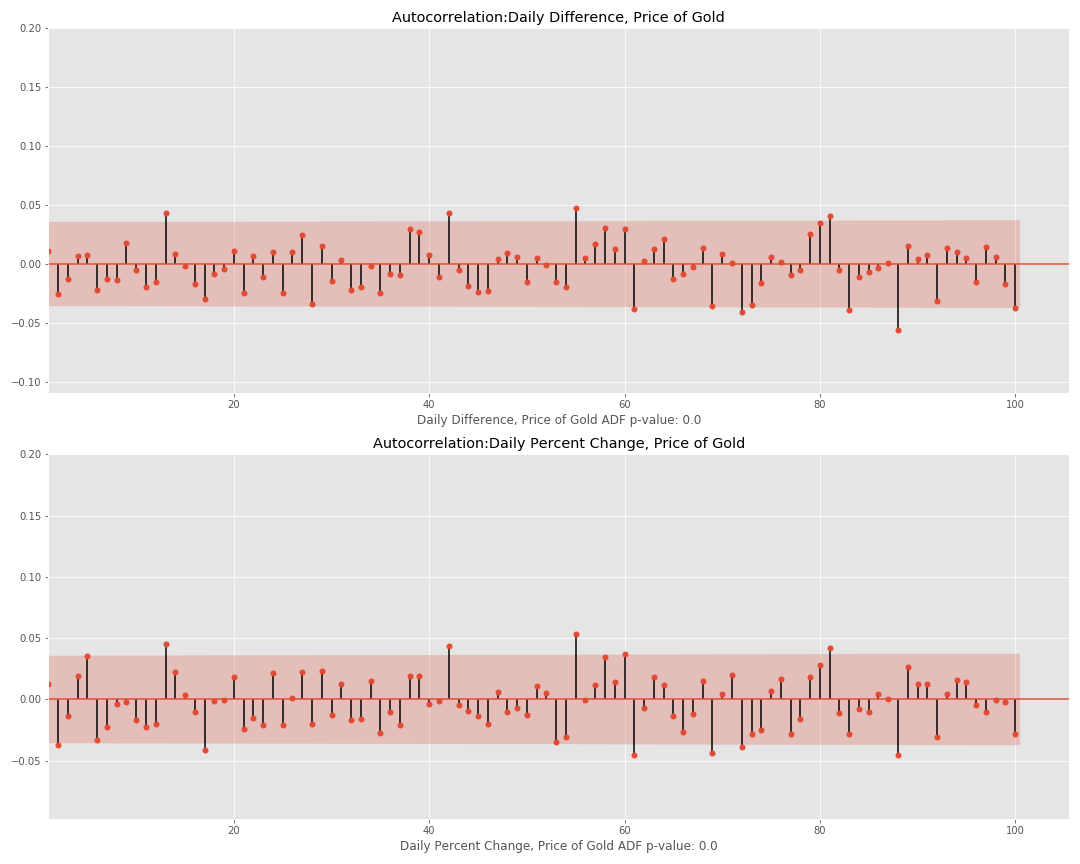 Autocorrelation:Daily Difference, Price of Gold
0.20
0.15
0.10
0.05
0.00
−0.05
−0.10
20 40 60 80 100
Daily Difference, Price of Gold ADF p-value: 0.0
Autocorrelation:Daily Percent Change, Price of Gold
0.20
0.15
0.10
0.05
0.00
−0.05
20 40 60 80 100
Daily Percent Change, Price of Gold ADF p-value: 0.0